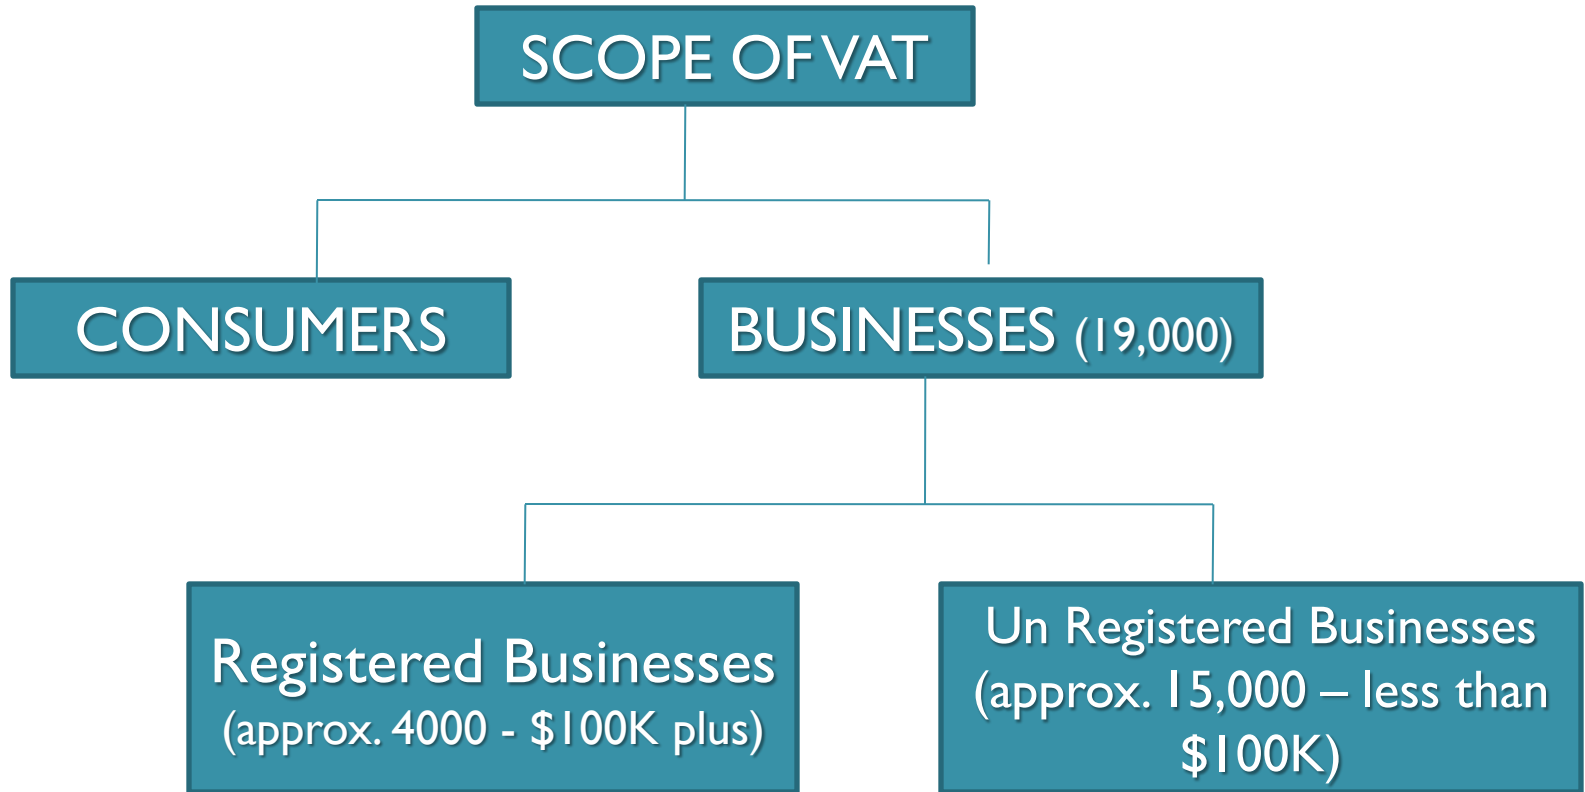 SCOPE OF VAT
CONSUMERS
BUSINESSES (19,000)
Registered Businesses
(approx. 4000 - $100K plus)
Un Registered Businesses
(approx. 15,000 – less than
$100K)